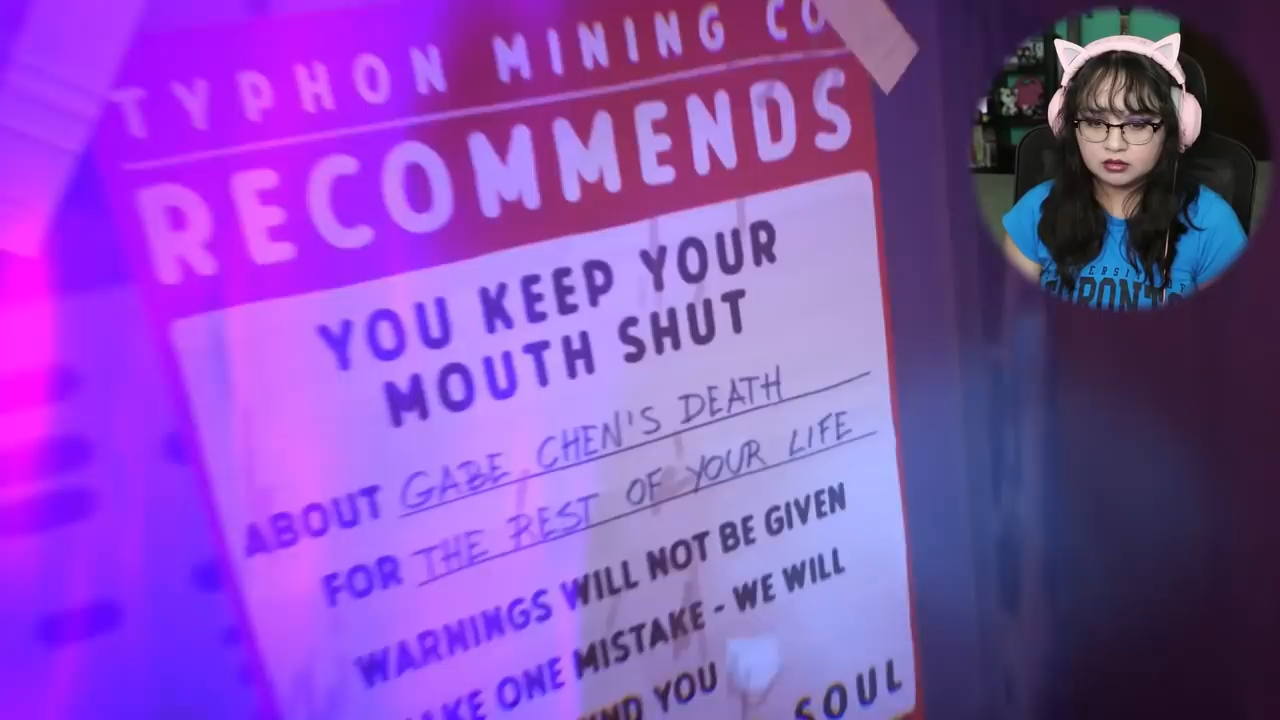 TYPHON MINING CO
RECOMMENDS
YOU KEEP YOUR
MOUTH SHUT
ABOUT GABE CHEN'S DEATH
FOR THE REST OF YOUR LIFE
WARNINGS WILL NOT BE GIVEN
ONE MISTAKE - WE WILL
YOU
SOUL